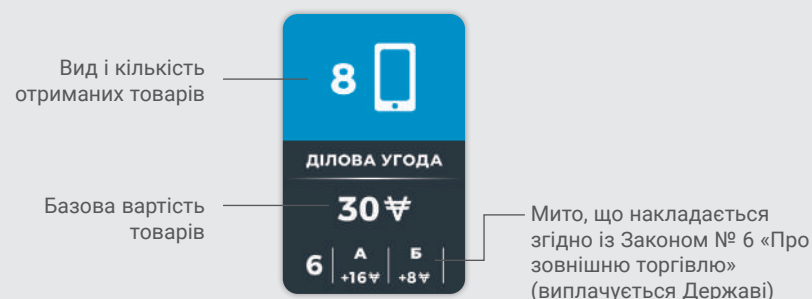 Вид і кількість
отриманих товарів
8
ДІЛОВА УГОДА
Базова вартість
товарів
30₩
6 | А +16₩ | Б +8₩ |
Мито, що накладається
згідно із Законом № 6 «Про
зовнішню торгівлю»
(виплачується Державі)